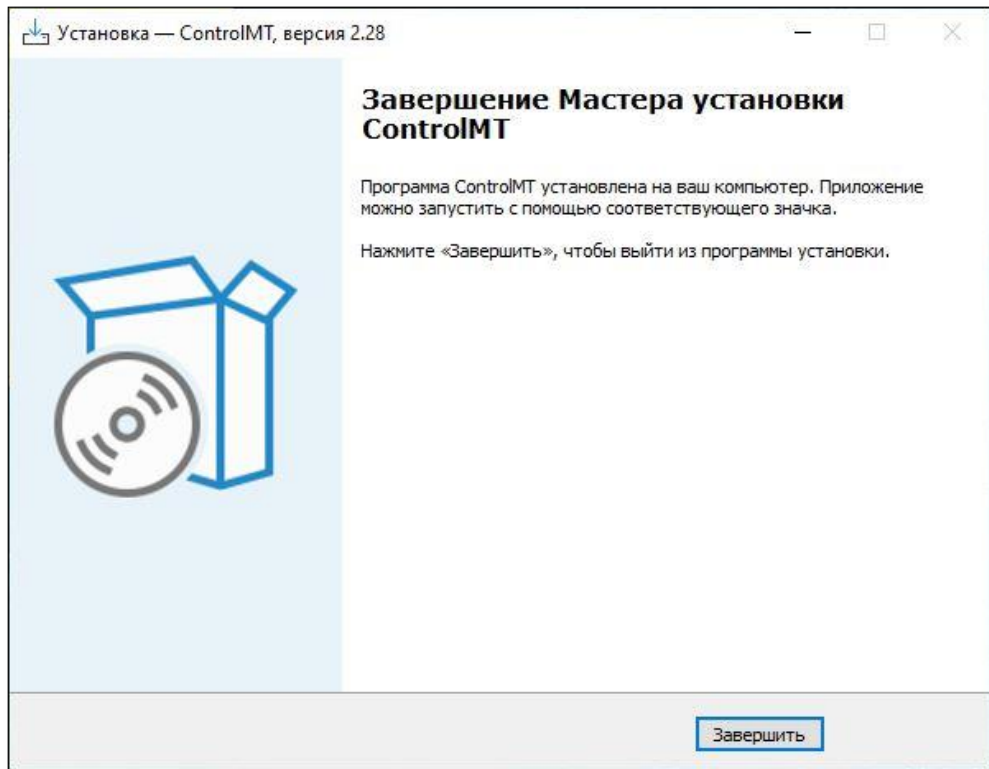 Установка — ControlMT, версия 2.28
Завершение Мастера установки
ControlMT
Программа ControlMT установлена на ваш компьютер. Приложение
можно запустить с помощью соответствующего значка.
Нажмите «Завершить», чтобы выйти из программы установки.
Завершить